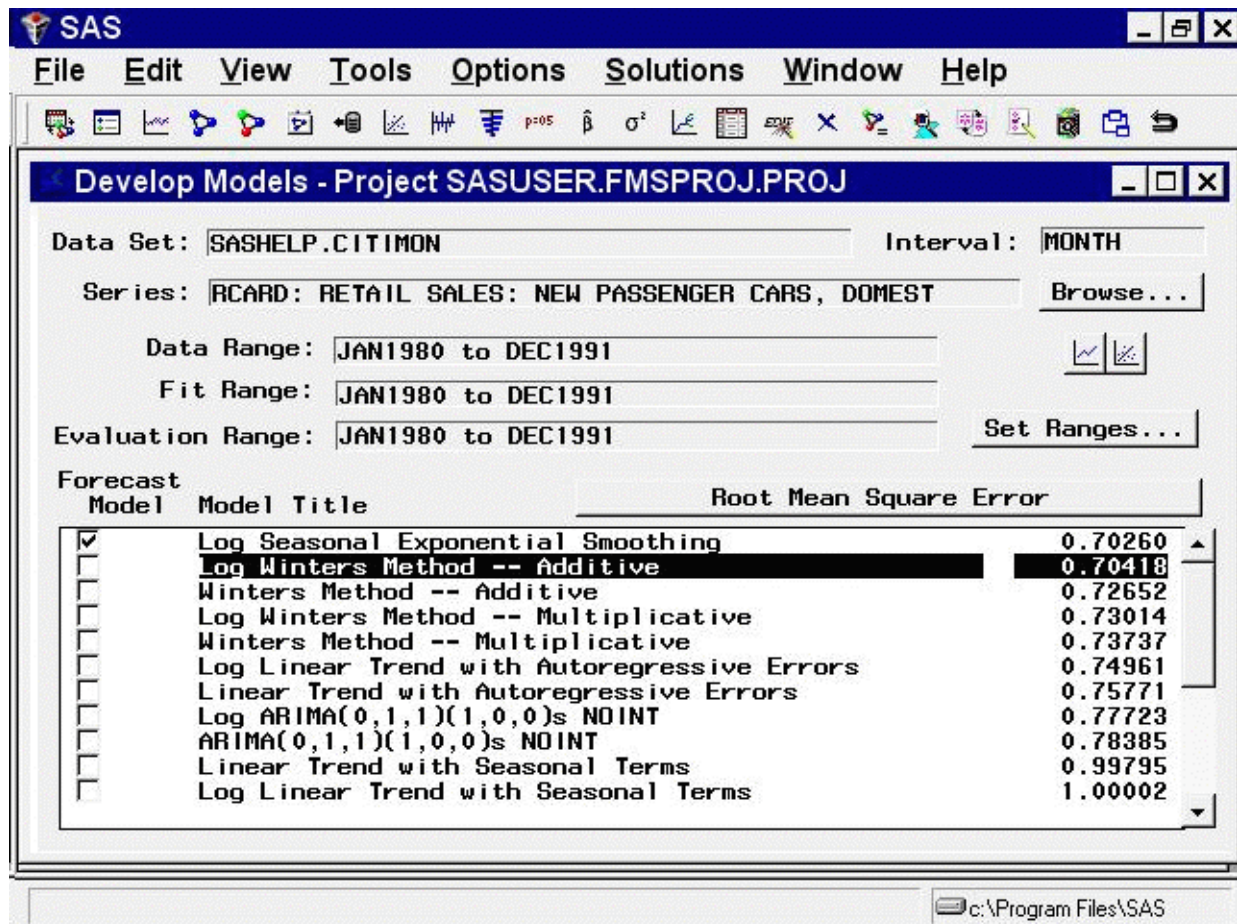 SAS
File Edit View Tools Options Solutions Window Help
p=05 β̂ σ²
Develop Models - Project SASUSER.FMSPROJ.PROJ
Data Set: SASHELP.CITIMON Interval: MONTH
Series: RCARD: RETAIL SALES: NEW PASSENGER CARS, DOMEST Browse...
Data Range: JAN1980 to DEC1991
Fit Range: JAN1980 to DEC1991
Evaluation Range: JAN1980 to DEC1991 Set Ranges...
Forecast
Model Model Title Root Mean Square Error
Log Seasonal Exponential Smoothing 0.70260
Log Winters Method -- Additive 0.70418
Winters Method -- Additive 0.72652
Log Winters Method -- Multiplicative 0.73014
Winters Method -- Multiplicative 0.73737
Log Linear Trend with Autoregressive Errors 0.74961
Linear Trend with Autoregressive Errors 0.75771
Log ARIMA(0,1,1)(1,0,0)s NOINT 0.77723
ARIMA(0,1,1)(1,0,0)s NOINT 0.78385
Linear Trend with Seasonal Terms 0.99795
Log Linear Trend with Seasonal Terms 1.00002
c:\Program Files\SAS